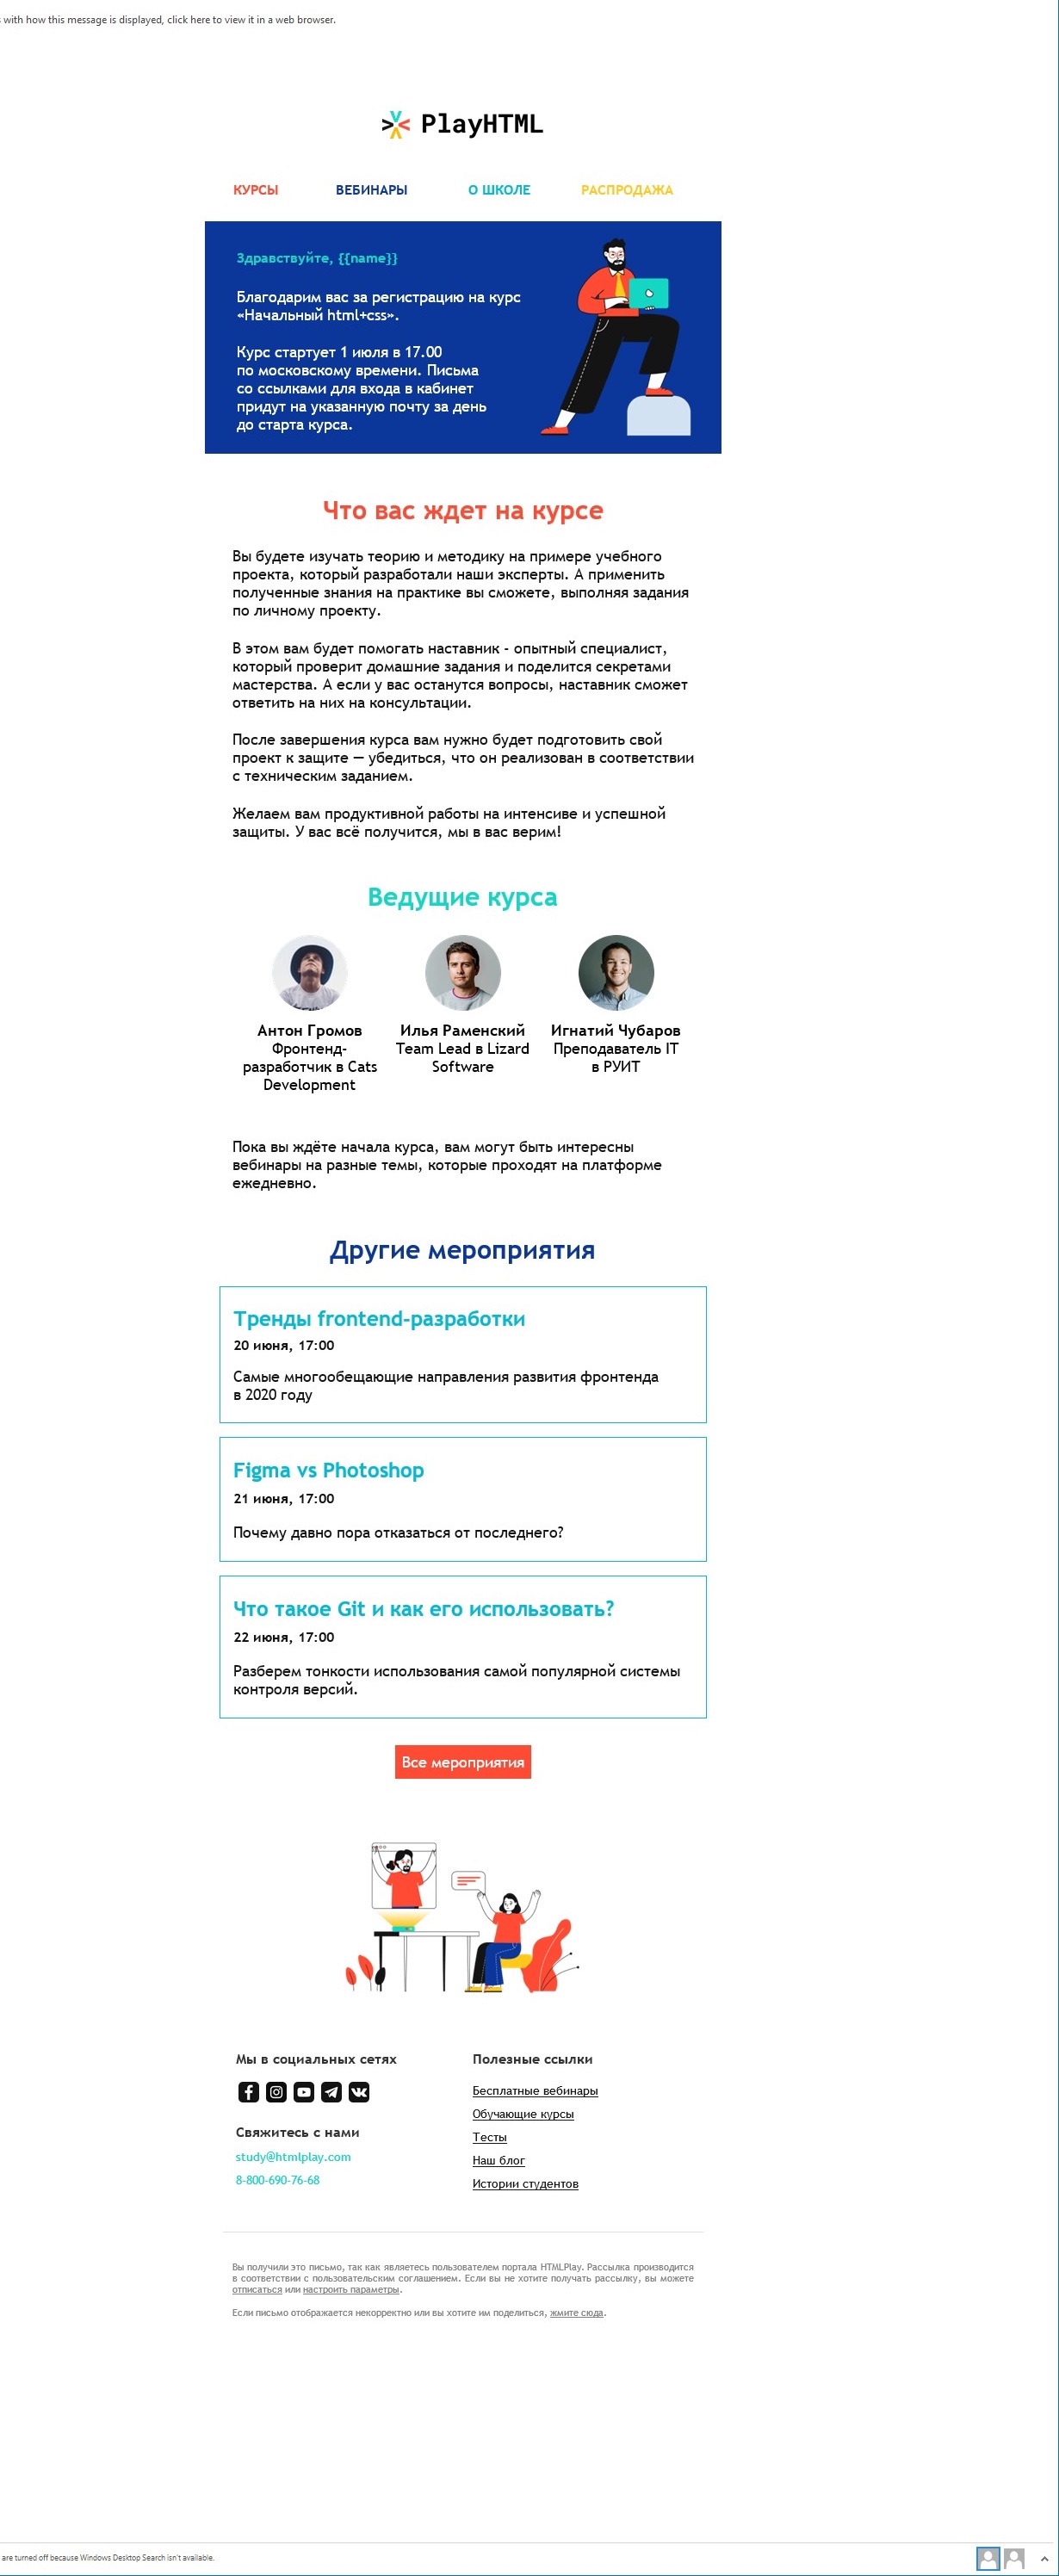 with how this message is displayed, click here to view it in a web browser.
PlayHTML
КУРСЫ ВЕБИНАРЫ О ШКОЛЕ РАСПРОДАЖА
Здравствуйте, {{name}}
Благодарим вас за регистрацию на курс
«Начальный html+css».
Курс стартует 1 июля в 17.00
по московскому времени. Письма
со ссылками для входа в кабинет
придут на указанную почту за день
до старта курса.
Что вас ждет на курсе
Вы будете изучать теорию и методику на примере учебного
проекта, который разработали наши эксперты. А применить
полученные знания на практике вы сможете, выполняя задания
по личному проекту.
В этом вам будет помогать наставник - опытный специалист,
который проверит домашние задания и поделится секретами
мастерства. А если у вас останутся вопросы, наставник сможет
ответить на них на консультации.
После завершения курса вам нужно будет подготовить свой
проект к защите — убедиться, что он реализован в соответствии
с техническим заданием.
Желаем вам продуктивной работы на интенсиве и успешной
защиты. У вас всё получится, мы в вас верим!
Ведущие курса
Антон Громов
Фронтенд-
разработчик в Cats
Development
Илья Раменский
Team Lead в Lizard
Software
Игнатий Чубаров
Преподаватель IT
в РУИТ
Пока вы ждёте начала курса, вам могут быть интересны
вебинары на разные темы, которые проходят на платформе
ежедневно.
Другие мероприятия
Тренды frontend-разработки
20 июня, 17:00
Самые многообещающие направления развития фронтенда
в 2020 году
Figma vs Photoshop
21 июня, 17:00
Почему давно пора отказаться от последнего?
Что такое Git и как его использовать?
22 июня, 17:00
Разберем тонкости использования самой популярной системы
контроля версий.
Все мероприятия
Мы в социальных сетях
Свяжитесь с нами
study@htmlplay.com
8-800-690-76-68
Полезные ссылки
Бесплатные вебинары
Обучающие курсы
Тесты
Наш блог
Истории студентов
Вы получили это письмо, так как являетесь пользователем портала HTMLPlay. Рассылка производится
в соответствии с пользовательским соглашением. Если вы не хотите получать рассылку, вы можете
отписаться или настроить параметры.
Если письмо отображается некорректно или вы хотите им поделиться, жмите сюда.
are turned off because Windows Desktop Search isn't available.